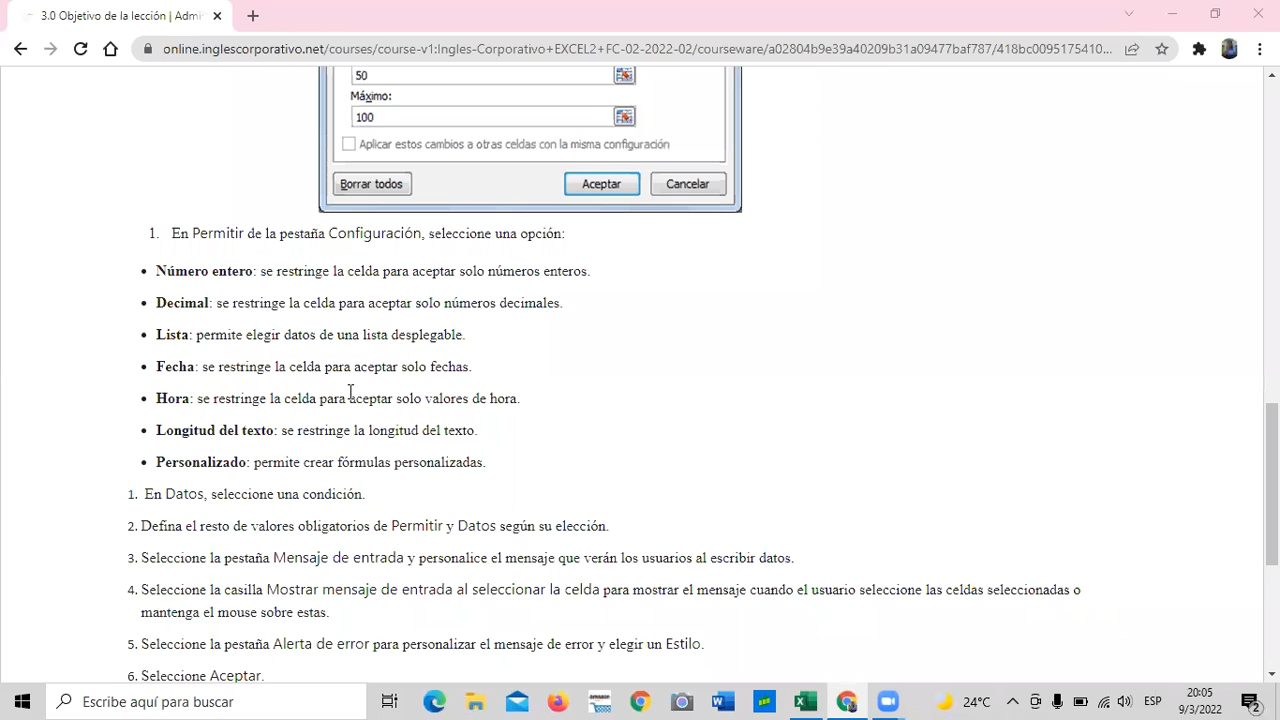 3.0 Objetivo de la lección | Admi
online.inglescorporativo.net/courses/course-v1:Ingles-Corporativo+EXCEL2+FC-02-2022-02/courseware/a02804b9e39a40209b31a09477baf787/418bc0095175410...
50
Máximo:
100
Aplicar estos cambios a otras celdas con la misma configuración
Borrar todos Aceptar Cancelar
1. En Permitir de la pestaña Configuración, seleccione una opción:
• Número entero: se restringe la celda para aceptar solo números enteros.
• Decimal: se restringe la celda para aceptar solo números decimales.
• Lista: permite elegir datos de una lista desplegable.
• Fecha: se restringe la celda para aceptar solo fechas.
• Hora: se restringe la celda para aceptar solo valores de hora.
• Longitud del texto: se restringe la longitud del texto.
• Personalizado: permite crear fórmulas personalizadas.
1. En Datos, seleccione una condición.
2. Defina el resto de valores obligatorios de Permitir y Datos según su elección.
3. Seleccione la pestaña Mensaje de entrada y personalice el mensaje que verán los usuarios al escribir datos.
4. Seleccione la casilla Mostrar mensaje de entrada al seleccionar la celda para mostrar el mensaje cuando el usuario seleccione las celdas seleccionadas o
mantenga el mouse sobre estas.
5. Seleccione la pestaña Alerta de error para personalizar el mensaje de error y elegir un Estilo.
6. Seleccione Aceptar.
Escribe aquí para buscar 24°C ESP 20:05
9/3/2022 2